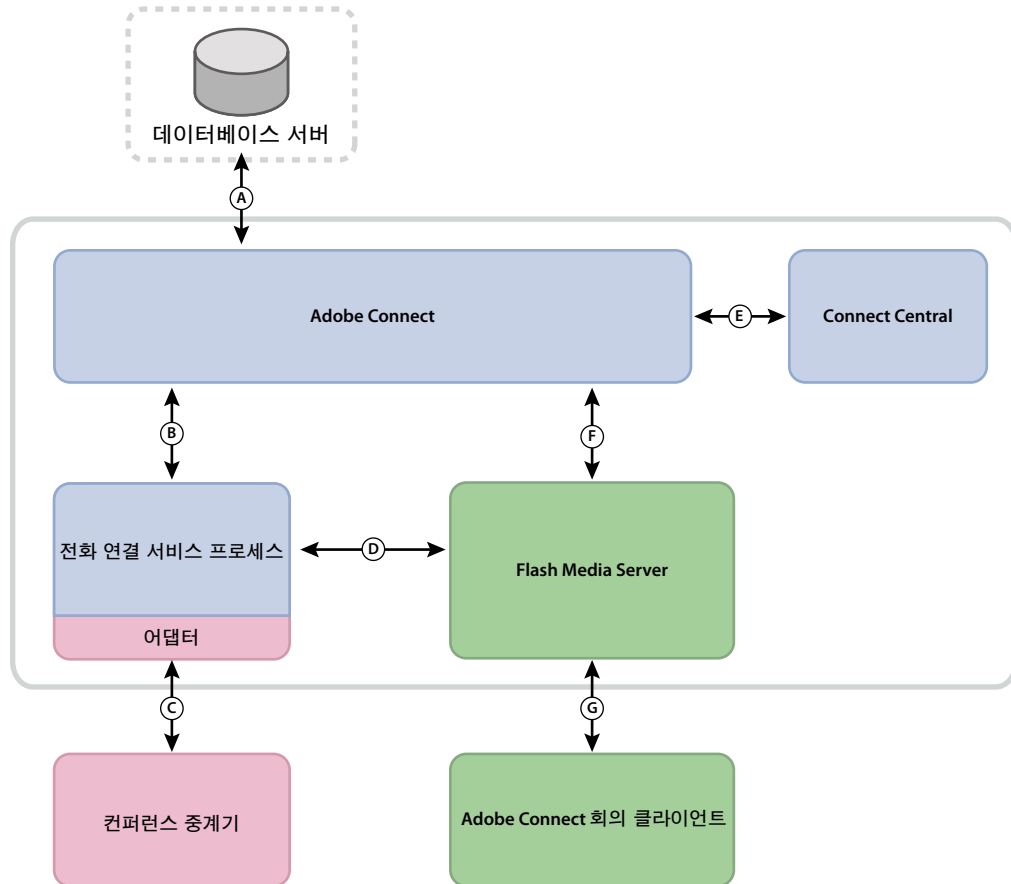 데이터베이스 서버
A
Adobe Connect
E
Connect Central
B
F
전화 연결 서비스 프로세스
D
Flash Media Server
어댑터
C
G
컨퍼런스 중계기
Adobe Connect 회의 클라이언트